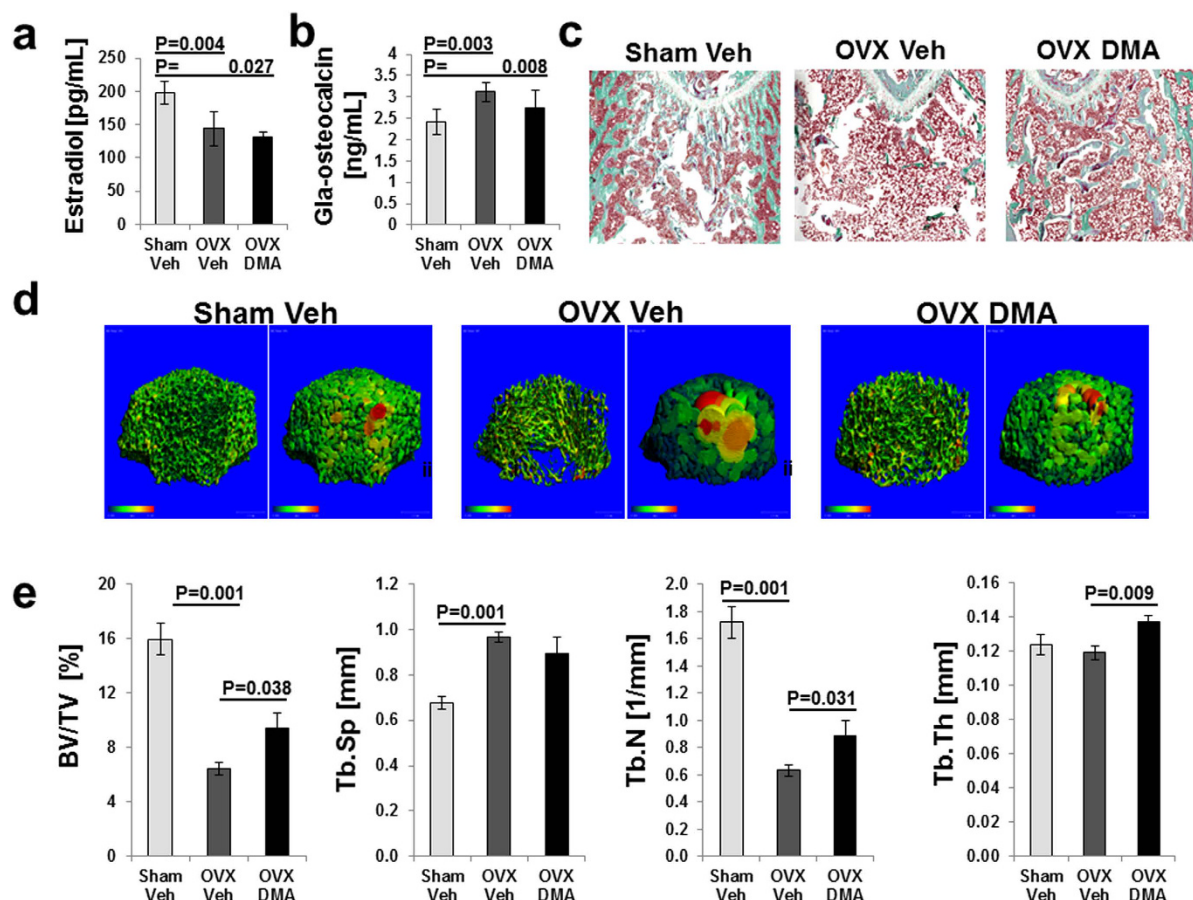 a
P=0.004
P= 0.027
Estradiol [pg/mL]
250
200
150
100
50
0
Sham Veh
OVX Veh
OVX DMA
b
P=0.003
P= 0.008
Gla-osteocalcin [ng/mL]
4
3.5
3
2.5
2
1.5
1
0.5
0
Sham Veh
OVX Veh
OVX DMA
c
Sham Veh
OVX Veh
OVX DMA
d
Sham Veh
OVX Veh
OVX DMA
ii
ii
e
BV/TV [%]
20
16
12
8
4
0
P=0.001
P=0.038
Sham Veh
OVX Veh
OVX DMA
Tb.Sp [mm]
1.2
1.0
0.8
0.6
0.4
0.2
0.0
P=0.001
Sham Veh
OVX Veh
OVX DMA
Tb.N [1/mm]
2.0
1.8
1.6
1.4
1.2
1.0
0.8
0.6
0.4
0.2
0.0
P=0.001
P=0.031
Sham Veh
OVX Veh
OVX DMA
Tb.Th [mm]
0.16
0.14
0.12
0.10
0.08
0.06
0.04
0.02
0.00
P=0.009
Sham Veh
OVX Veh
OVX DMA